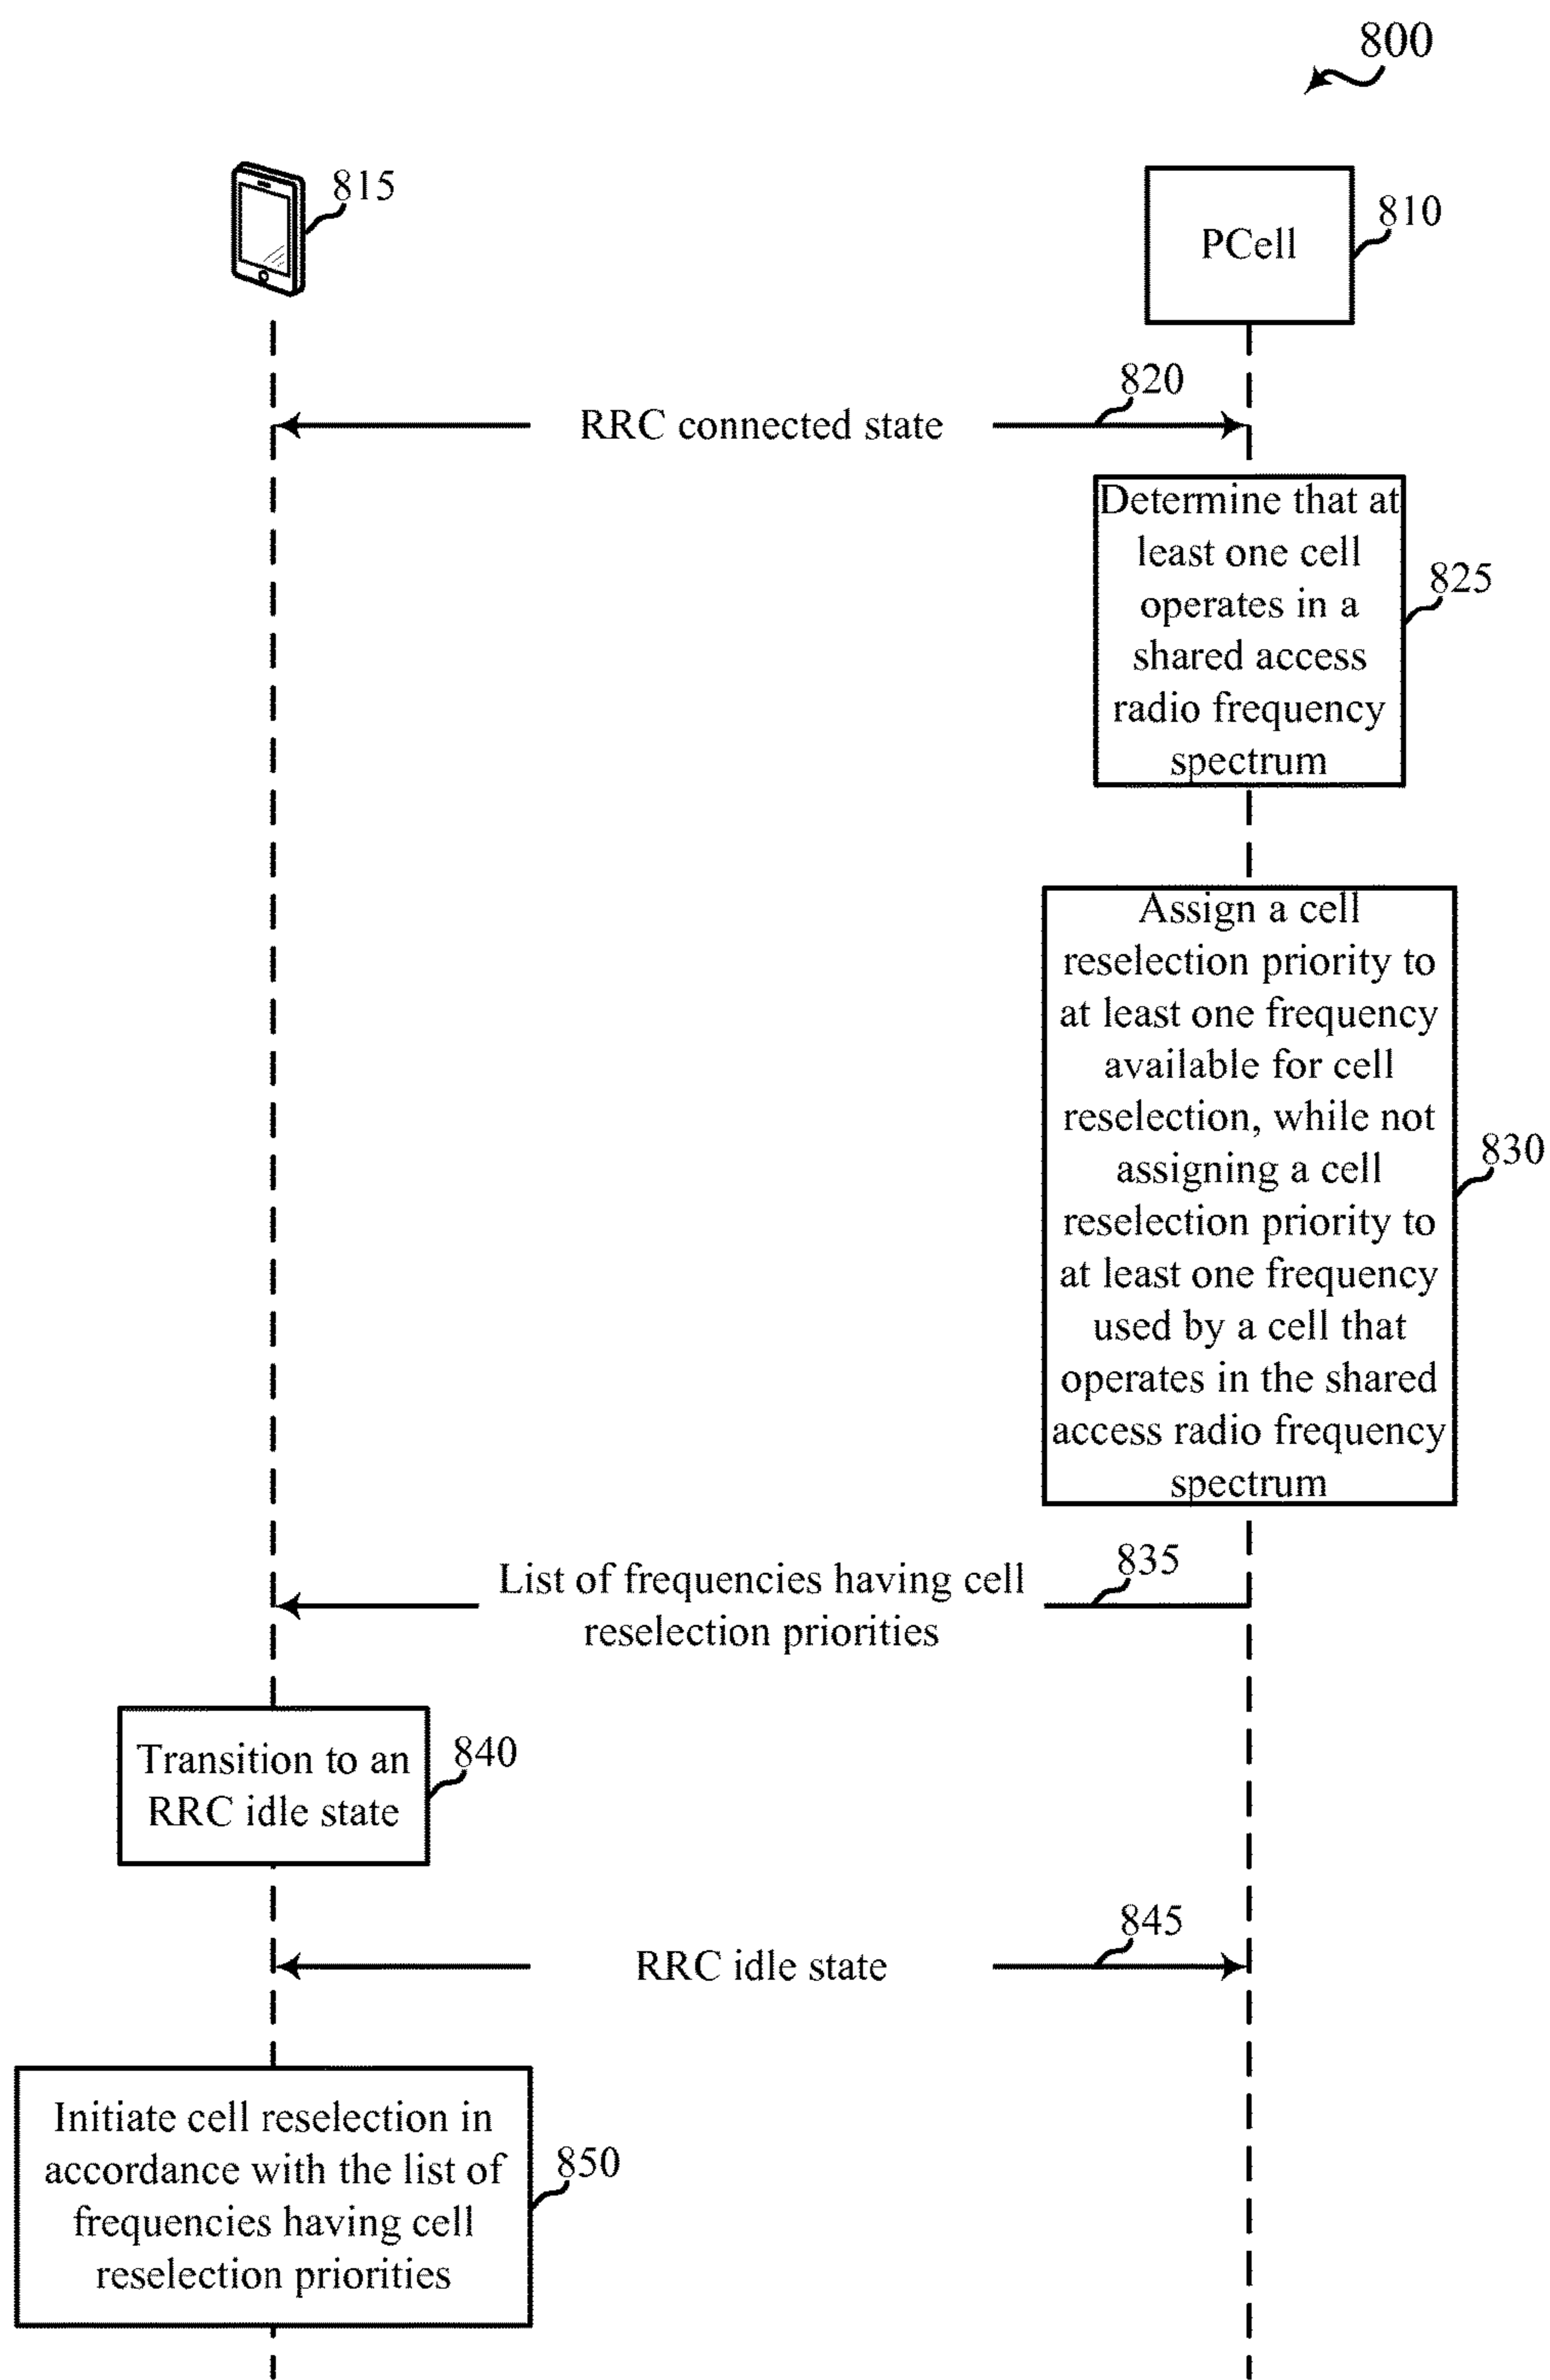 800
815
PCell
810
820
RRC connected state
Determine that at
least one cell
operates in a
shared access
radio frequency
spectrum
825
Assign a cell
reselection priority to
at least one frequency
available for cell
reselection, while not
assigning a cell
reselection priority to
at least one frequency
used by a cell that
operates in the shared
access radio frequency
spectrum
830
835
List of frequencies having cell
reselection priorities
Transition to an
RRC idle state
840
845
RRC idle state
Initiate cell reselection in
accordance with the list of
frequencies having cell
reselection priorities
850